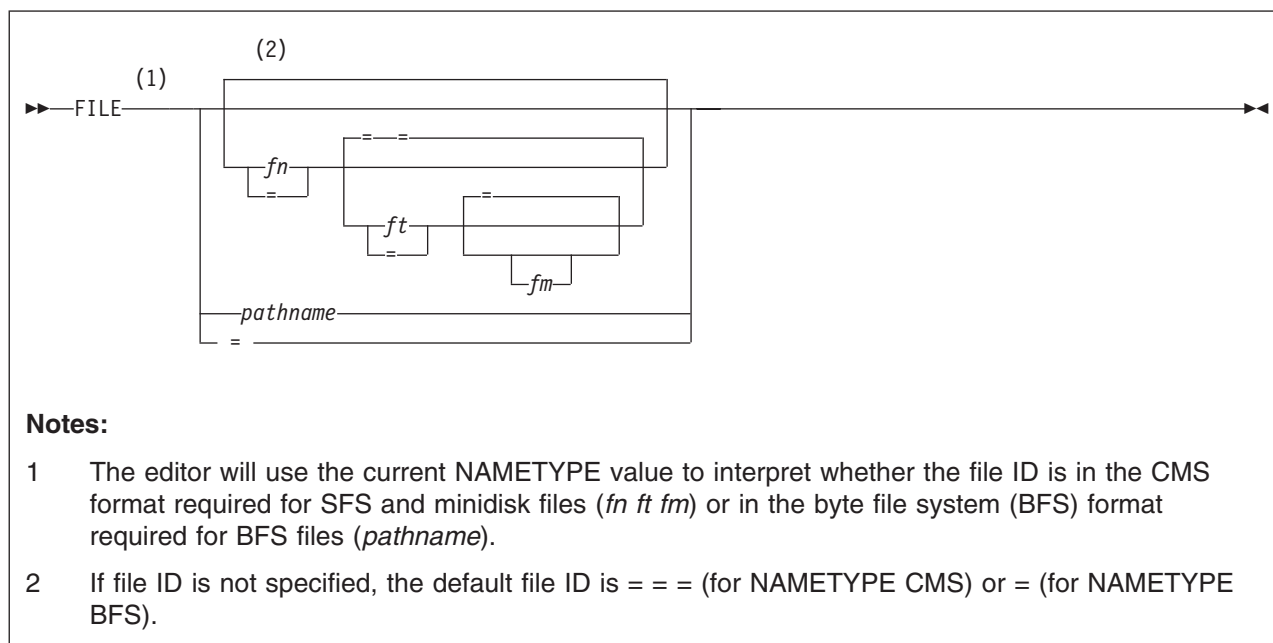 (2)
(1)
FILE
= =
fn
=
=
ft
=
fm
pathname
=
Notes:
1 The editor will use the current NAMETYPE value to interpret whether the file ID is in the CMS
format required for SFS and minidisk files (fn ft fm) or in the byte file system (BFS) format
required for BFS files (pathname).
2 If file ID is not specified, the default file ID is = = = (for NAMETYPE CMS) or = (for NAMETYPE
BFS).